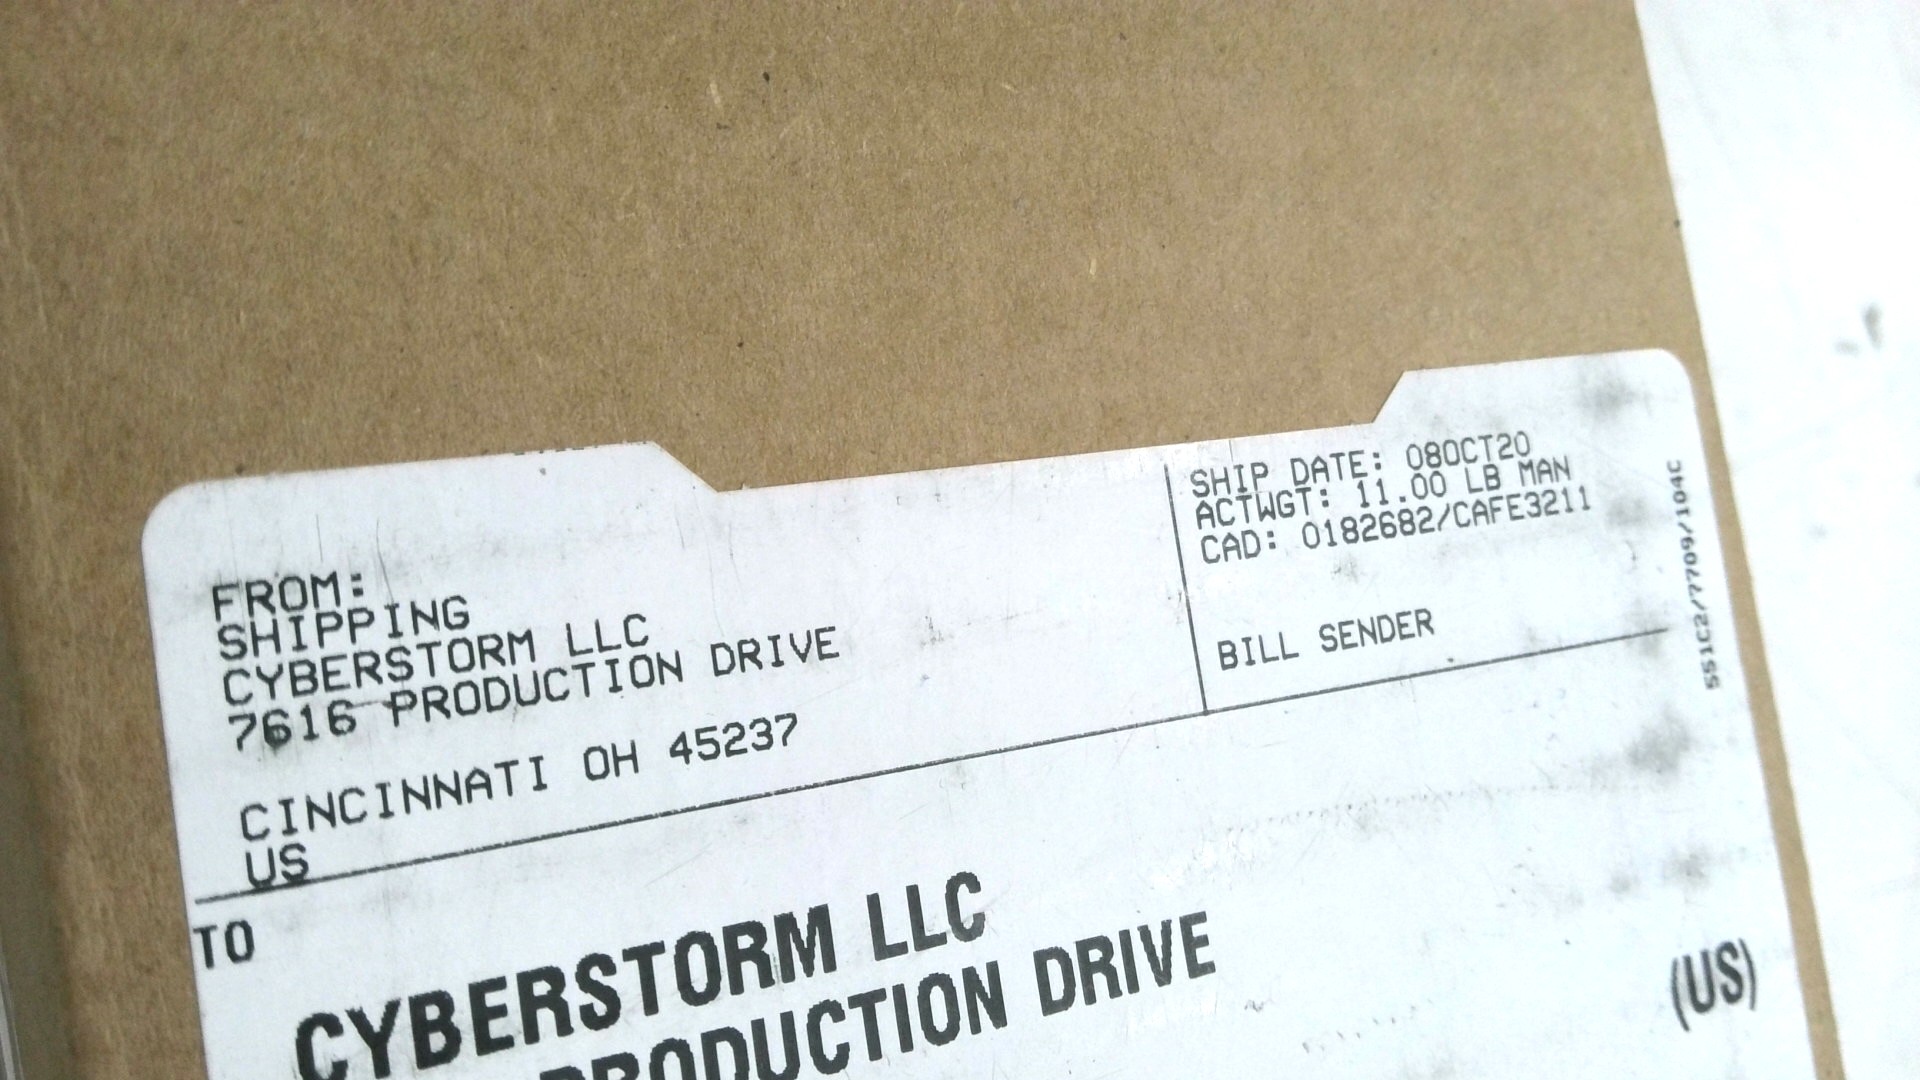 FROM:
SHIPPING
CYBERSTORM LLC
7616 PRODUCTION DRIVE
CINCINNATI OH 45237
US
SHIP DATE: 08OCT20
ACTWGT: 11.00 LB MAN
CAD: 0182682/CAFE3211
BILL SENDER
551C2/7709/104C
TO
CYBERSTORM LLC
PRODUCTION DRIVE
(US)